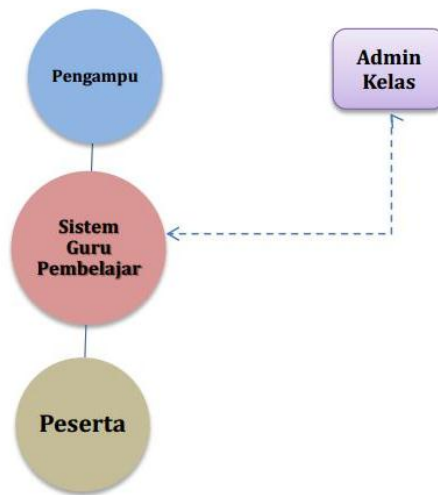 Pengampu
Admin
Kelas
Sistem
Guru
Pembelajar
Peserta